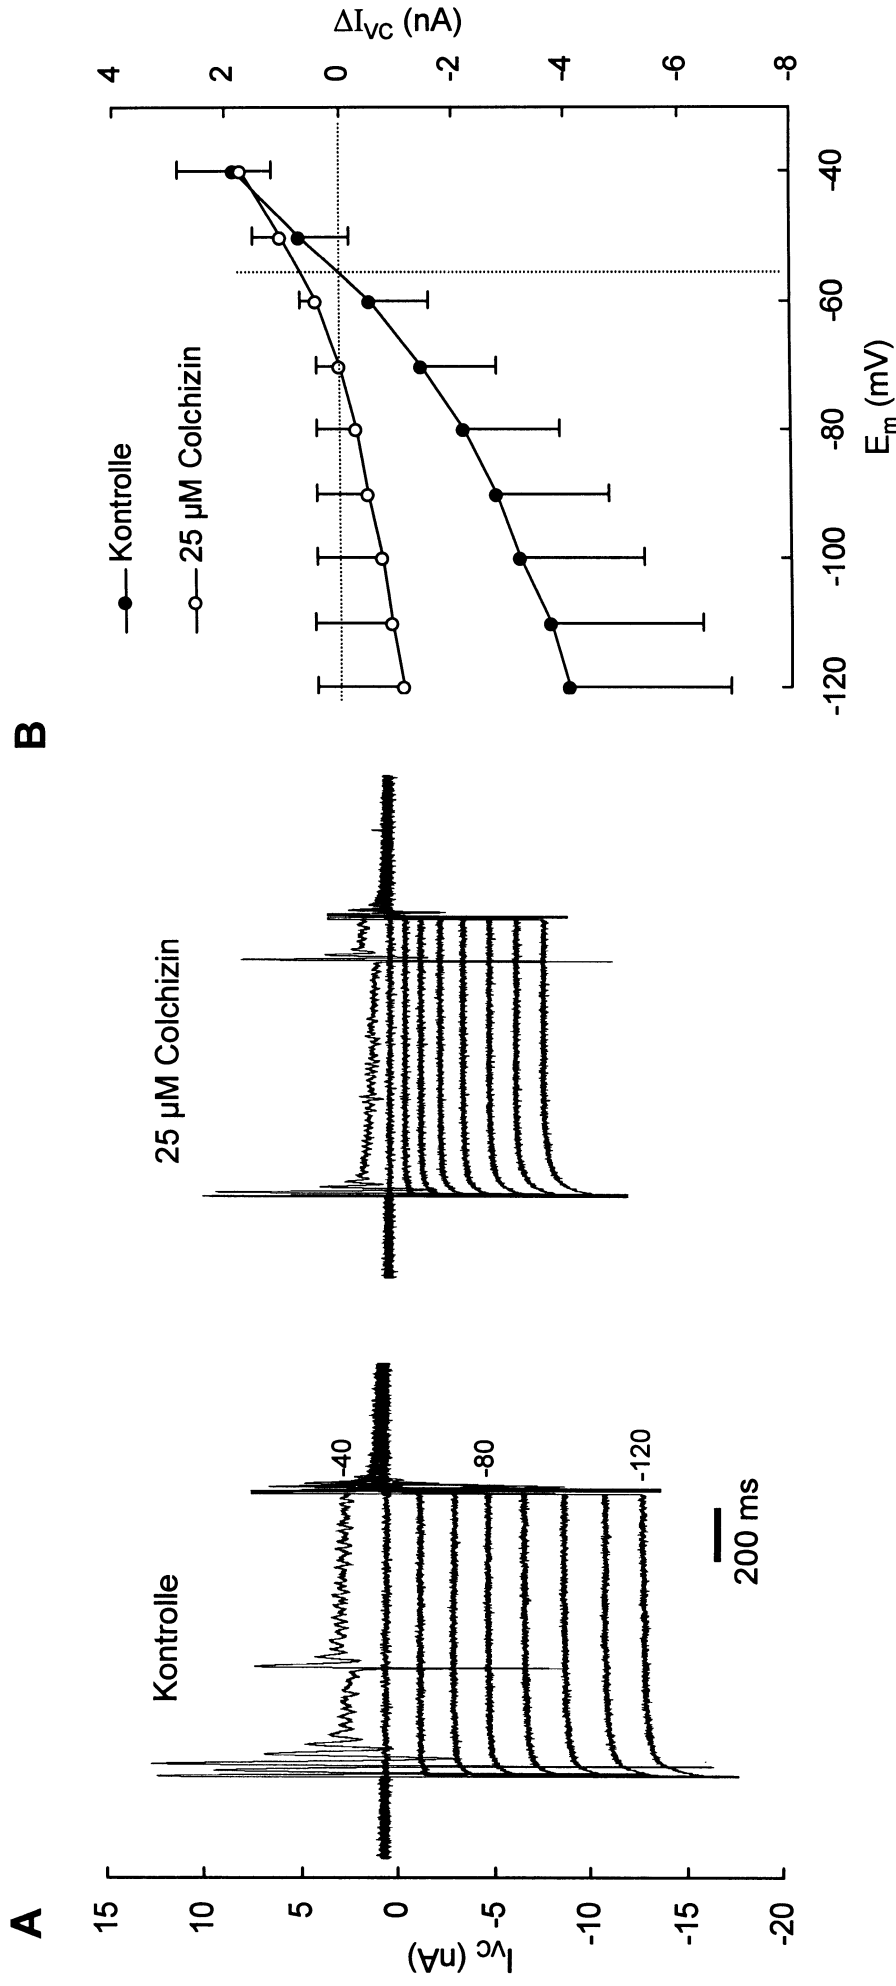 A
Kontrolle
25 µM Colchizin
15
10
5
0
-5
-10
-15
-20
I_VC (nA)
-40
-80
-120
200 ms
B
Kontrolle
25 µM Colchizin
4
2
0
-2
-4
-6
-8
ΔI_VC (nA)
-120
-100
-80
-60
-40
E_m (mV)